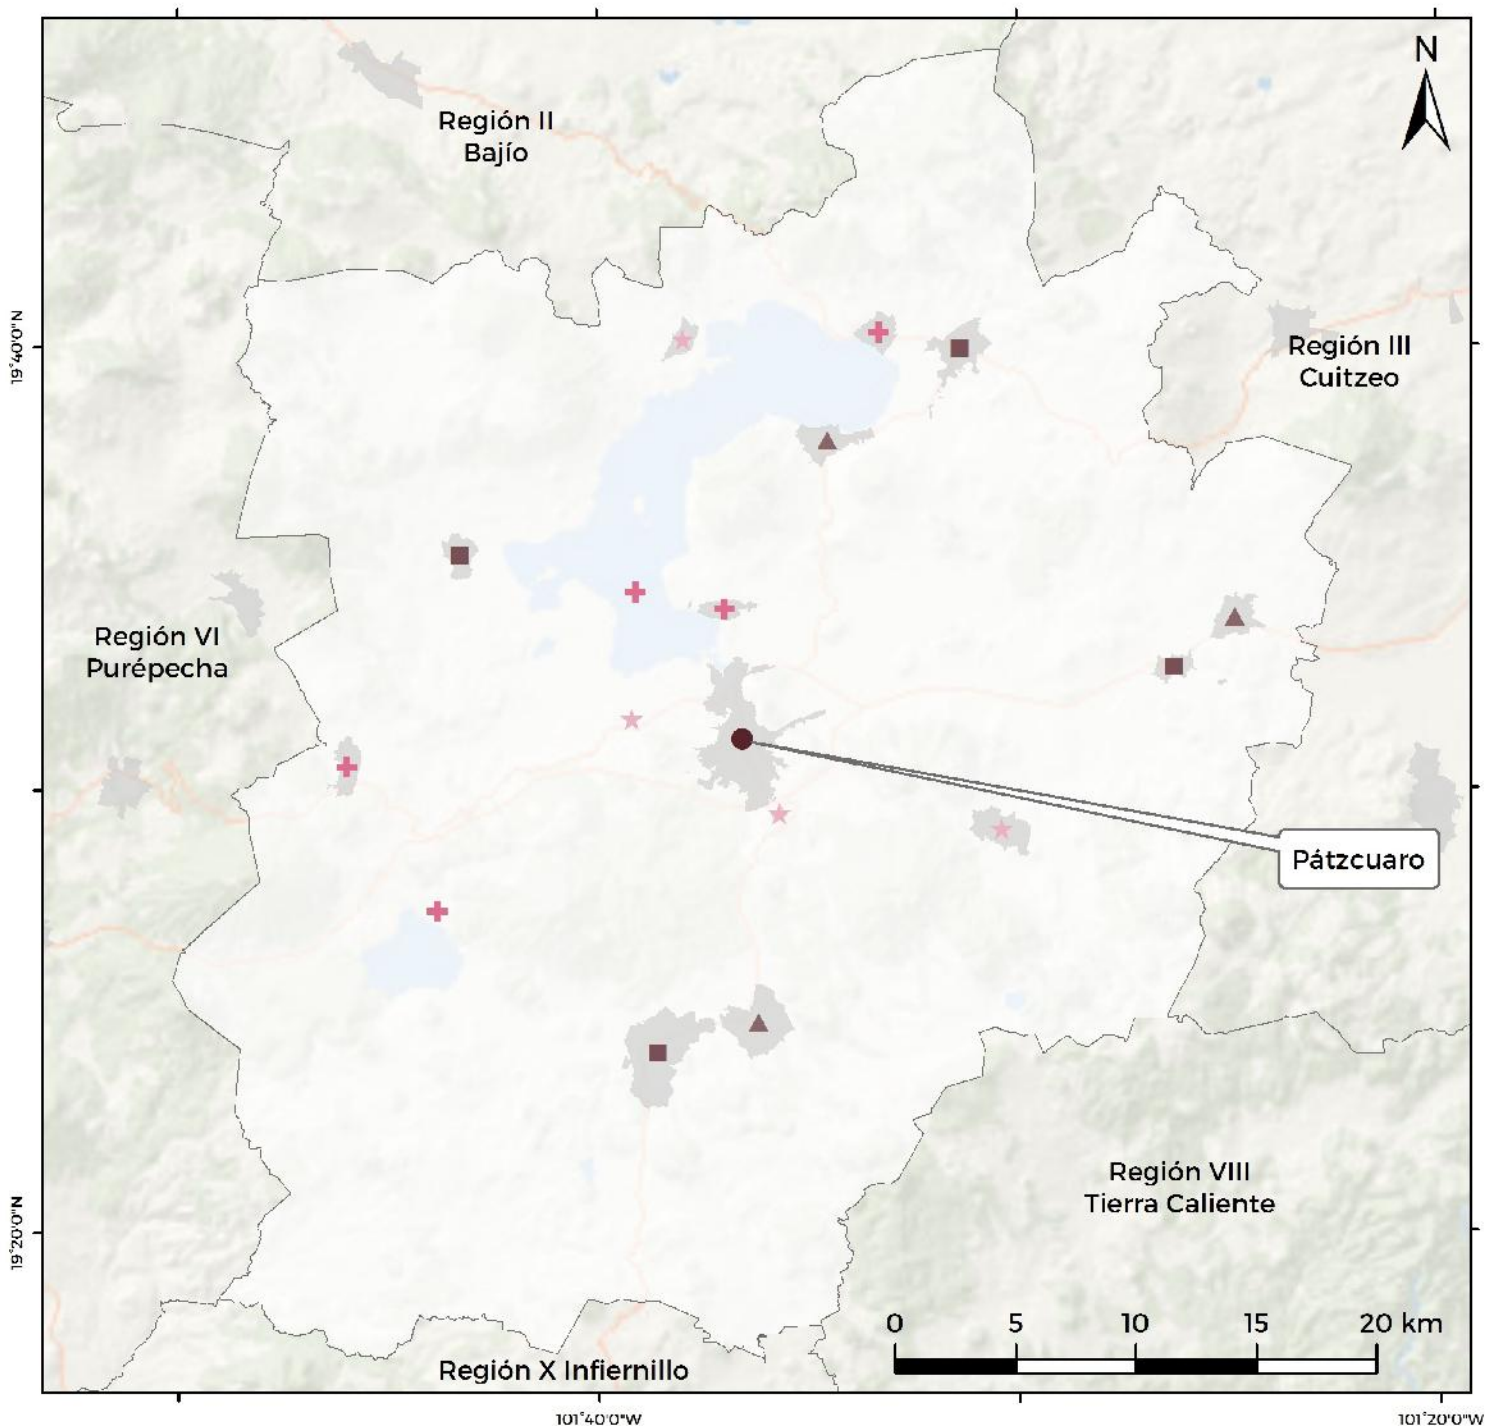 N
Región II
Bajío
19°40'0"N
Región III
Cuitzeo
Región VI
Purépecha
Pátzcuaro
Región VIII
Tierra Caliente
19°20'0"N
0 5 10 15 20 km
Región X Infiernillo
101°40'0"W
101°20'0"W